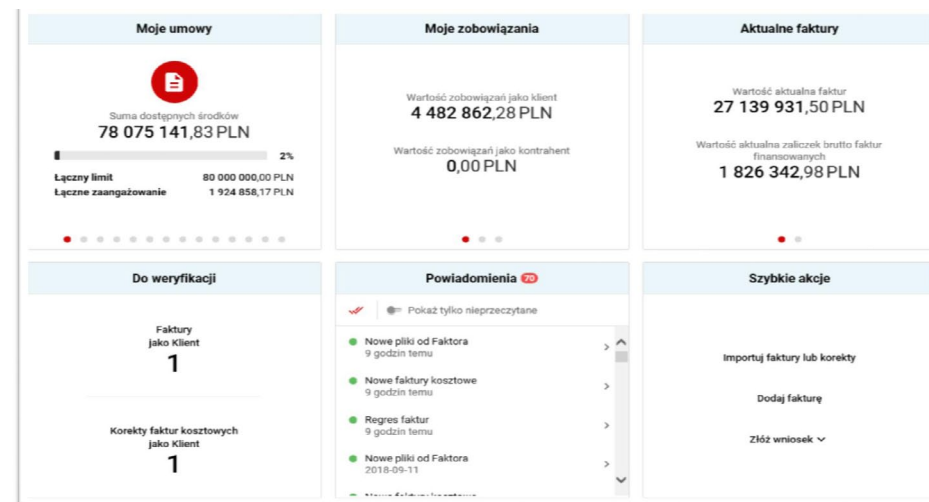 Moje umowy
Suma dostępnych środków
78 075 141,83 PLN
2%
Łączny limit 80 000 000,00 PLN
Łączne zaangażowanie 1 924 858,17 PLN
Moje zobowiązania
Wartość zobowiązań jako klient
4 482 862,28 PLN
Wartość zobowiązań jako kontrahent
0,00 PLN
Aktualne faktury
Wartość aktualna faktur
27 139 931,50 PLN
Wartość aktualna zaliczek brutto faktur
finansowanych
1 826 342,98 PLN
Do weryfikacji
Faktury
jako Klient
1
Korekty faktur kosztowych
jako Klient
1
Powiadomienia 70
Pokaż tylko nieprzeczytane
Nowe pliki od Faktora
9 godzin temu
Nowe faktury kosztowe
9 godzin temu
Regres faktur
9 godzin temu
Nowe pliki od Faktora
2018-09-11
Nowe faktury kosztowe
Szybkie akcje
Importuj faktury lub korekty
Dodaj fakturę
Złóż wniosek